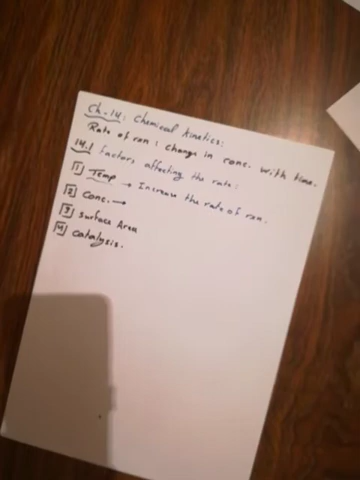 Ch. 14: Chemical Kinetics:
Rate of rxn: change in conc. with time.
14.1 Factors affecting the rate:
[1] Temp → Increase the rate of rxn.
[2] Conc. →
[3] Surface Area
[4] Catalysis.